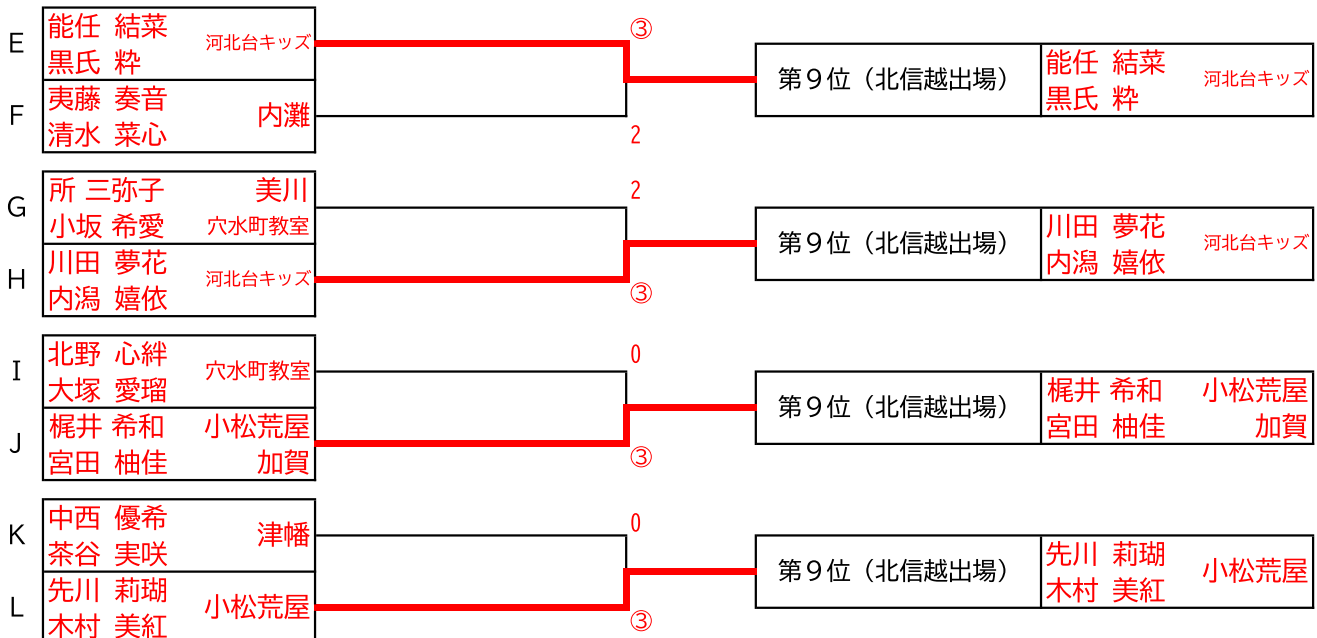 E
能任 結菜
黒氏 粋
河北台キッズ
③
第９位（北信越出場）
能任 結菜
黒氏 粋
河北台キッズ
F
夷藤 奏音
清水 菜心
内灘
2
G
所 三弥子 美川
小坂 希愛 穴水町教室
2
第９位（北信越出場）
川田 夢花
内潟 嬉依
河北台キッズ
H
川田 夢花
内潟 嬉依
河北台キッズ
③
I
北野 心絆
大塚 愛瑠
穴水町教室
0
第９位（北信越出場）
梶井 希和 小松荒屋
宮田 柚佳 加賀
J
梶井 希和 小松荒屋
宮田 柚佳 加賀
③
K
中西 優希
茶谷 実咲
津幡
0
第９位（北信越出場）
先川 莉瑚
木村 美紅
小松荒屋
L
先川 莉瑚
木村 美紅
小松荒屋
③